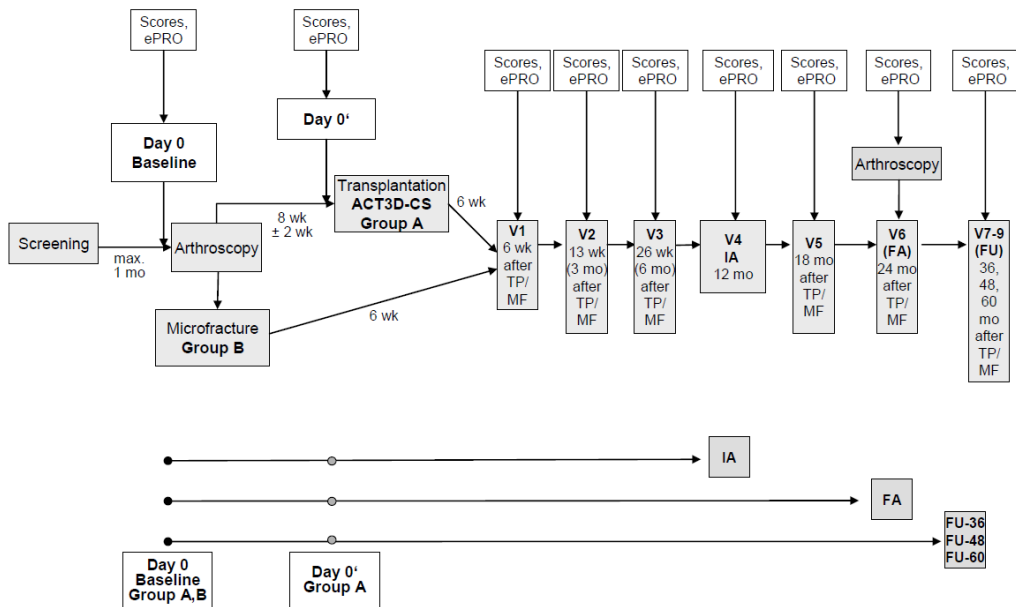 Scores,
ePRO
Scores,
ePRO
Scores,
ePRO
Scores,
ePRO
Scores,
ePRO
Scores,
ePRO
Scores,
ePRO
Scores,
ePRO
Scores,
ePRO
Day 0
Baseline
Day 0‘
Arthroscopy
Screening
max.
1 mo
Arthroscopy
8 wk
± 2 wk
Transplantation
ACT3D-CS
Group A
6 wk
Microfracture
Group B
6 wk
V1
6 wk
after
TP/
MF
V2
13 wk
(3 mo)
after
TP/
MF
V3
26 wk
(6 mo)
after
TP/
MF
V4
IA
12 mo
V5
18 mo
after
TP/
MF
V6
(FA)
24 mo
after
TP/
MF
V7-9
(FU)
36,
48,
60
mo
after
TP/
MF
IA
FA
FU-36
FU-48
FU-60
Day 0
Baseline
Group A,B
Day 0‘
Group A